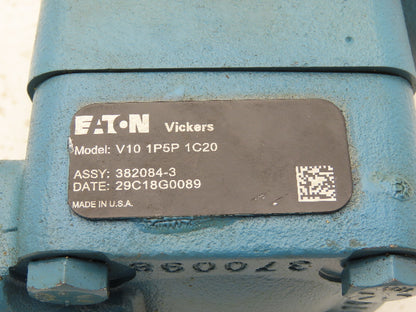 EATON Vickers
Model: V10 1P5P 1C20
ASSY: 382084-3
DATE: 29C18G0089
MADE IN U.S.A.